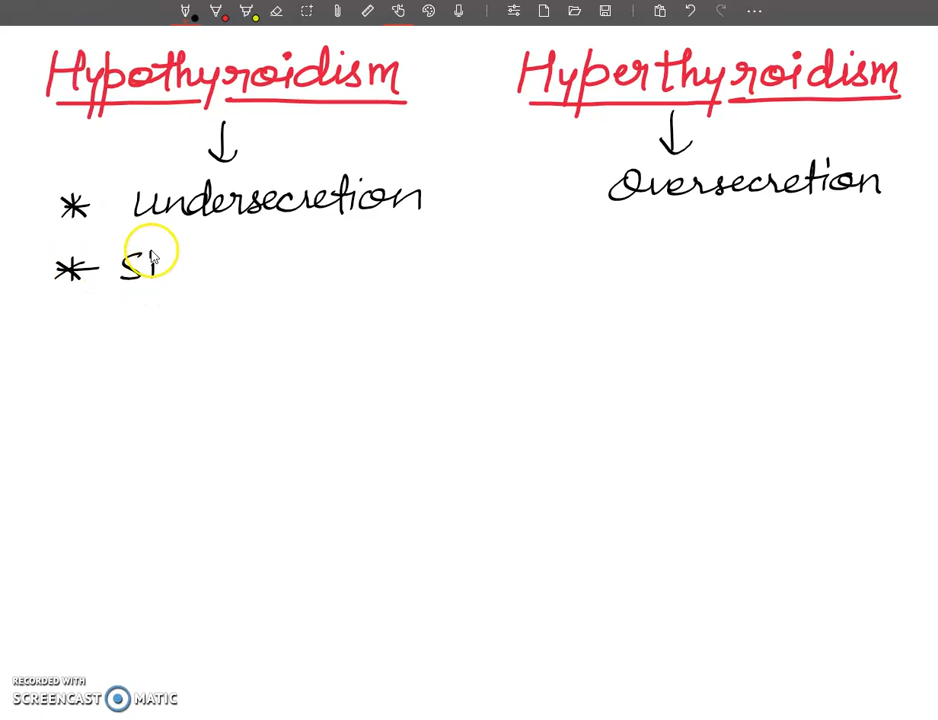 Hypothyroidism Hyperthyroidism
↓ ↓
* Undersecretion Oversecretion
*
RECORDED WITH
SCREENCAST MATIC